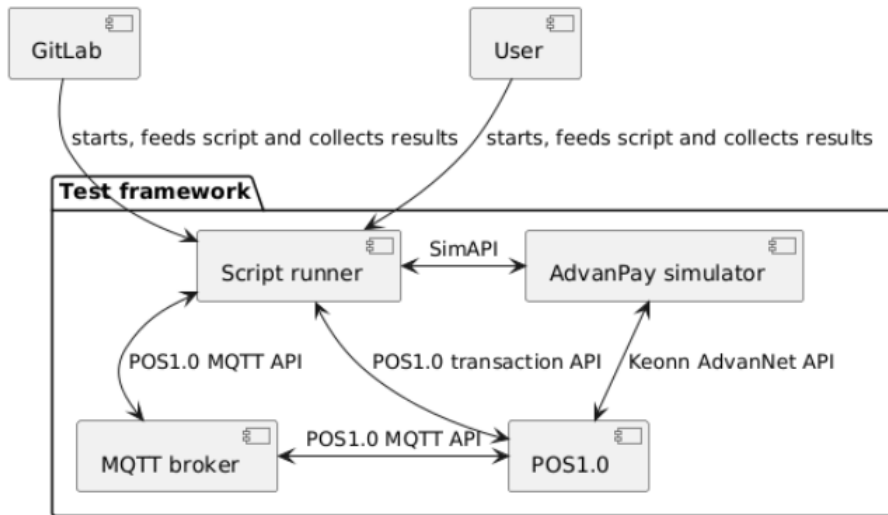 GitLab
User
starts, feeds script and collects results
starts, feeds script and collects results
Test framework
Script runner
SimAPI
AdvanPay simulator
POS1.0 MQTT API
POS1.0 transaction API
Keonn AdvanNet API
MQTT broker
POS1.0 MQTT API
POS1.0